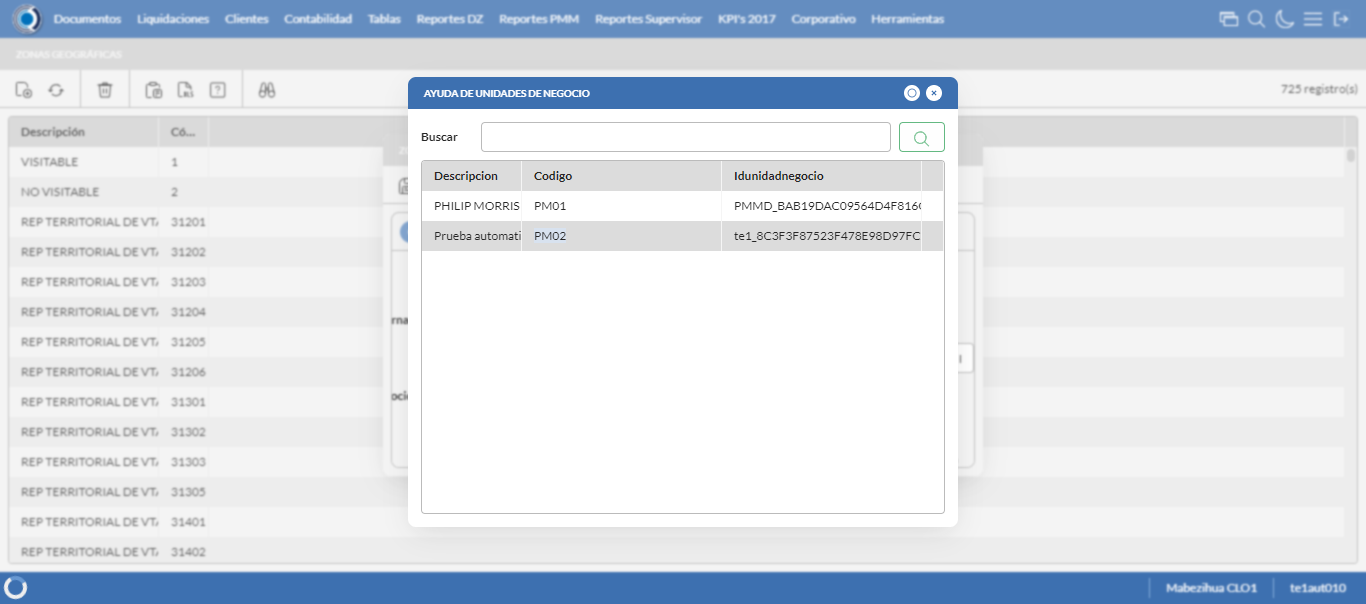 Documentos Liquidaciones Clientes Contabilidad Tablas Reportes DZ Reportes PMM Reportes Supervisor KPI's 2017 Corporativo Herramientas
ZONAS GEOGRÁFICAS
725 registro(s)
AYUDA DE UNIDADES DE NEGOCIO
Buscar
Descripcion Codigo Idunidadnegocio
PHILIP MORRIS PM01 PMMD_BAB19DAC09564D4F816
Prueba automati PM02 te1_8C3F3F87523F478E98D97FC
Descripción Có...
VISITABLE 1
NO VISITABLE 2
REP TERRITORIAL DE VT 31201
REP TERRITORIAL DE VT 31202
REP TERRITORIAL DE VT 31203
REP TERRITORIAL DE VT 31204
REP TERRITORIAL DE VT 31205
REP TERRITORIAL DE VT 31206
REP TERRITORIAL DE VT 31301
REP TERRITORIAL DE VT 31302
REP TERRITORIAL DE VT 31303
REP TERRITORIAL DE VT 31305
REP TERRITORIAL DE VT 31401
REP TERRITORIAL DE VT 31402
Mabezihua CLO1 te1aut010